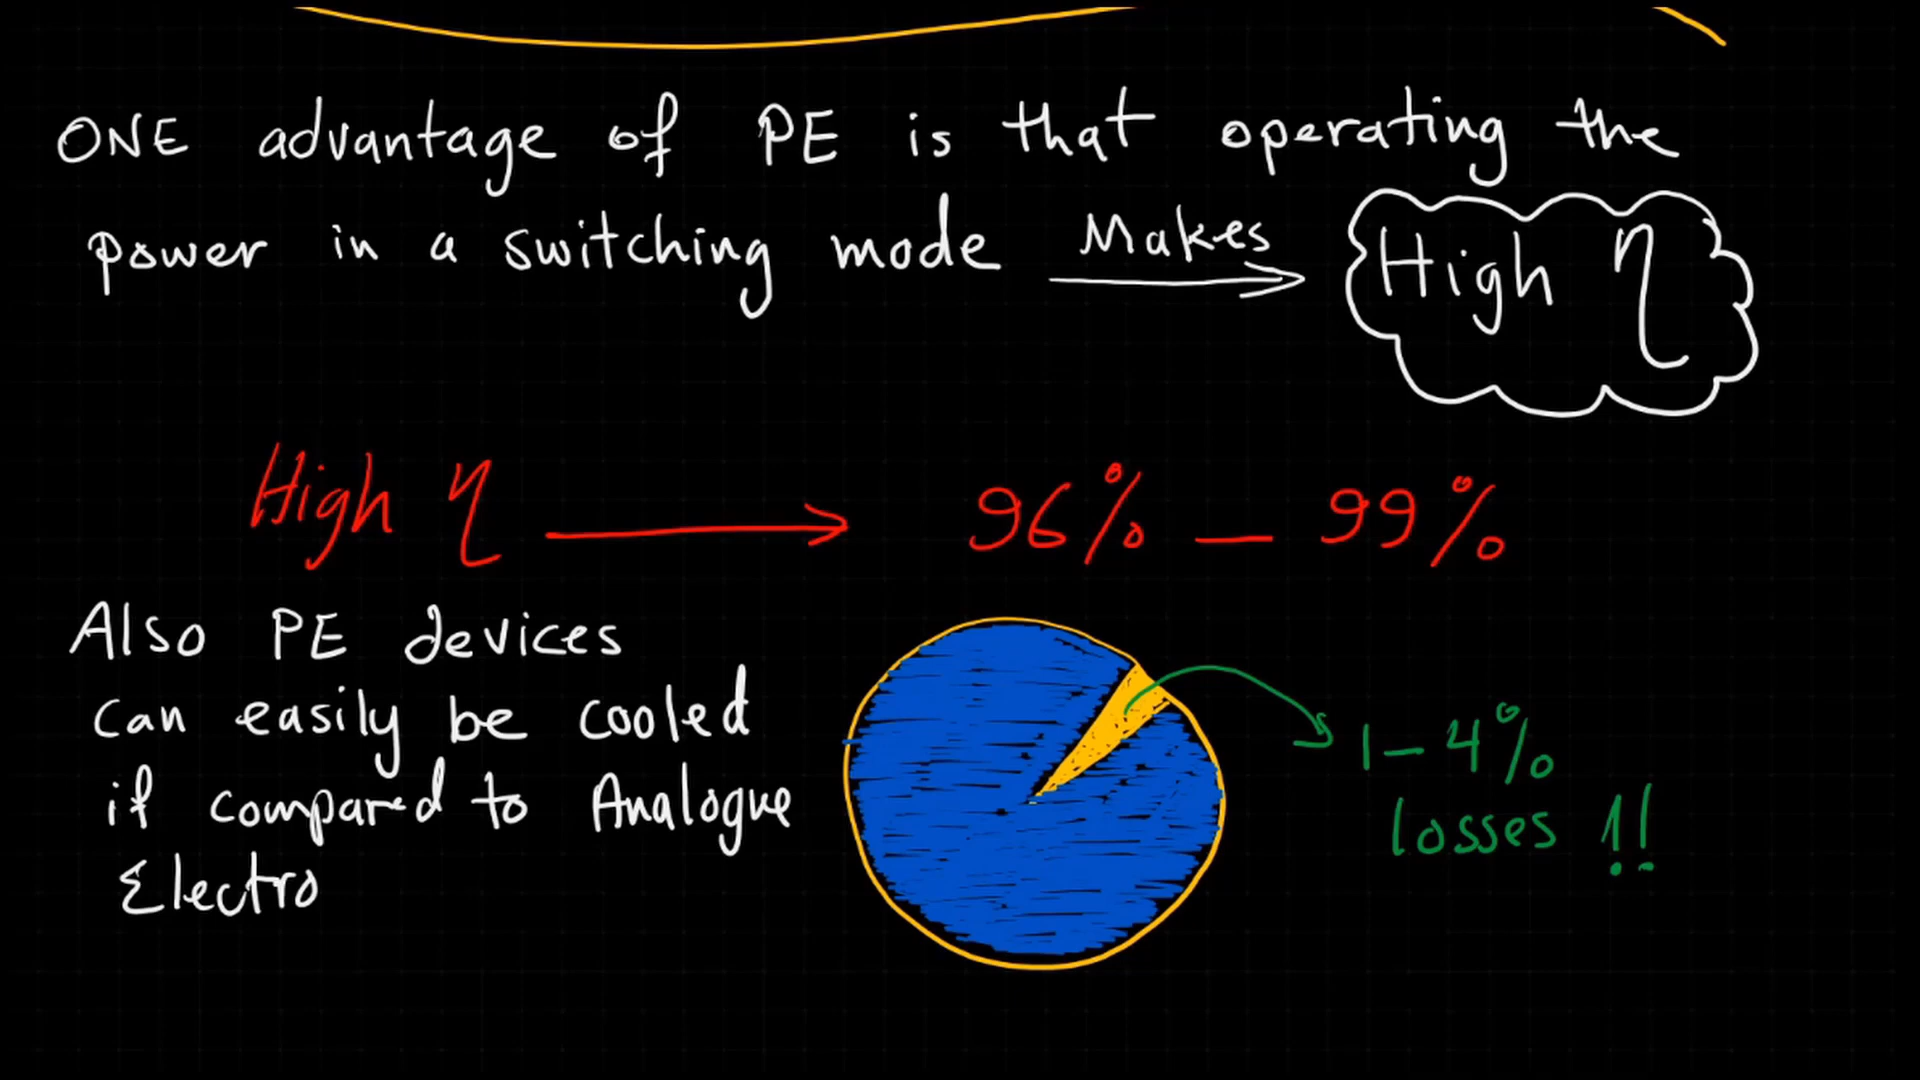 ONE advantage of PE is that operating the
power in a switching mode Makes High η
High η 96% - 99%
Also PE devices
can easily be cooled
if compared to Analogue
Electro
1-4%
losses !!